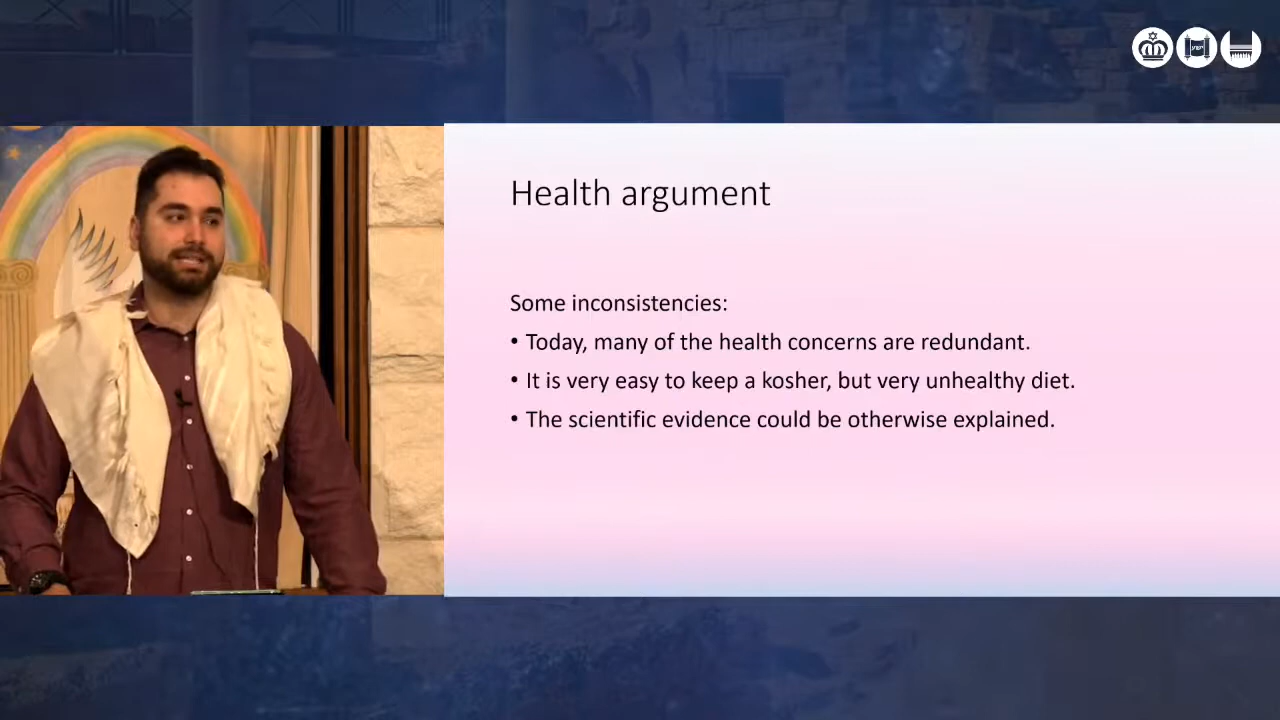 Health argument
Some inconsistencies:
• Today, many of the health concerns are redundant.
• It is very easy to keep a kosher, but very unhealthy diet.
• The scientific evidence could be otherwise explained.